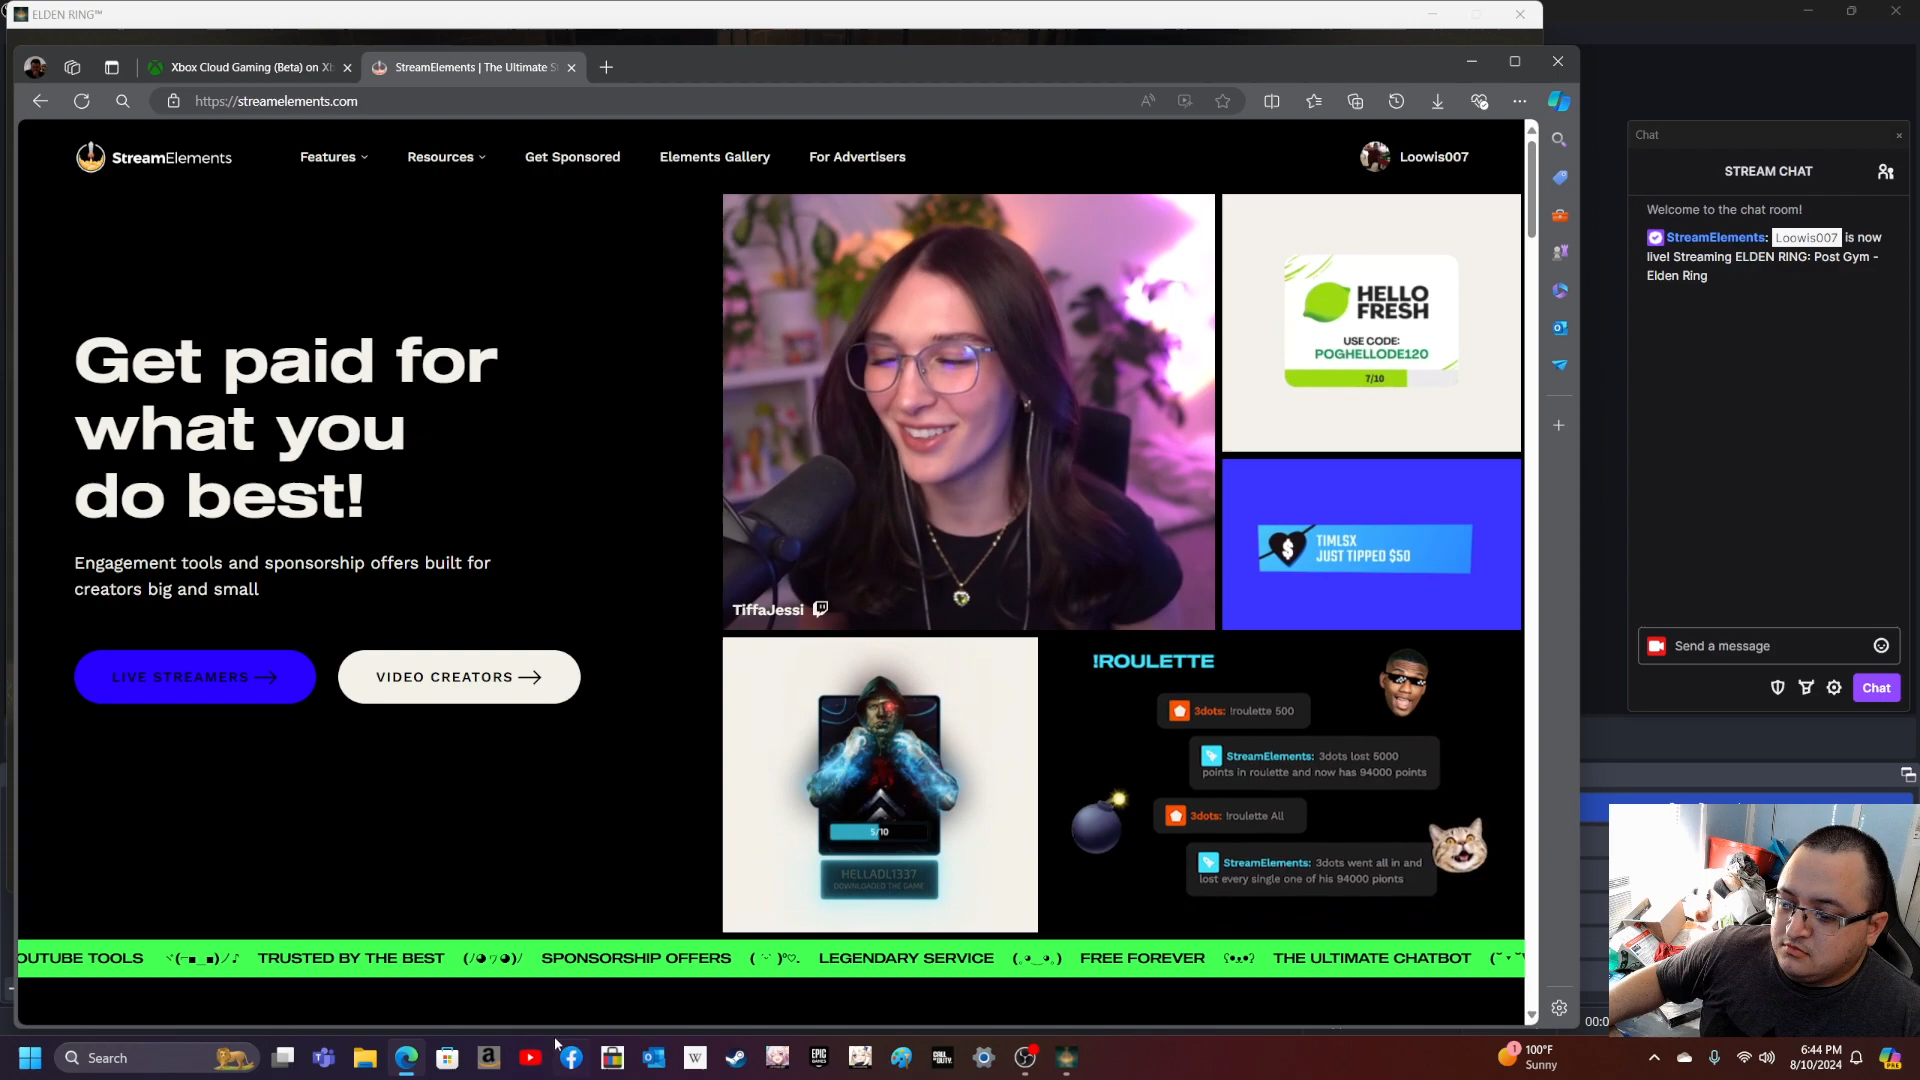 ELDEN RING™
Xbox Cloud Gaming (Beta) on Xb
StreamElements | The Ultimate S
https://streamelements.com
StreamElements
Features
Resources
Get Sponsored
Elements Gallery
For Advertisers
Loowis007
Get paid for
what you
do best!
Engagement tools and sponsorship offers built for
creators big and small
LIVE STREAMERS
VIDEO CREATORS
TiffaJessi
HELLO
FRESH
USE CODE:
POGHELLODE120
7/10
TIMLSX
JUST TIPPED $50
5/10
HELLADL1337
DOWNLOADED THE GAME
!ROULETTE
3dots: !roulette 500
StreamElements: 3dots lost 5000
points in roulette and now has 94000 points
3dots: !roulette All
StreamElements: 3dots went all in and
lost every single one of his 94000 pionts
OUTUBE TOOLS TRUSTED BY THE BEST SPONSORSHIP OFFERS LEGENDARY SERVICE FREE FOREVER THE ULTIMATE CHATBOT
Chat
STREAM CHAT
Welcome to the chat room!
StreamElements: Loowis007 is now
live! Streaming ELDEN RING: Post Gym -
Elden Ring
Send a message
Chat
00:0
Search
100°F
Sunny
6:44 PM
8/10/2024